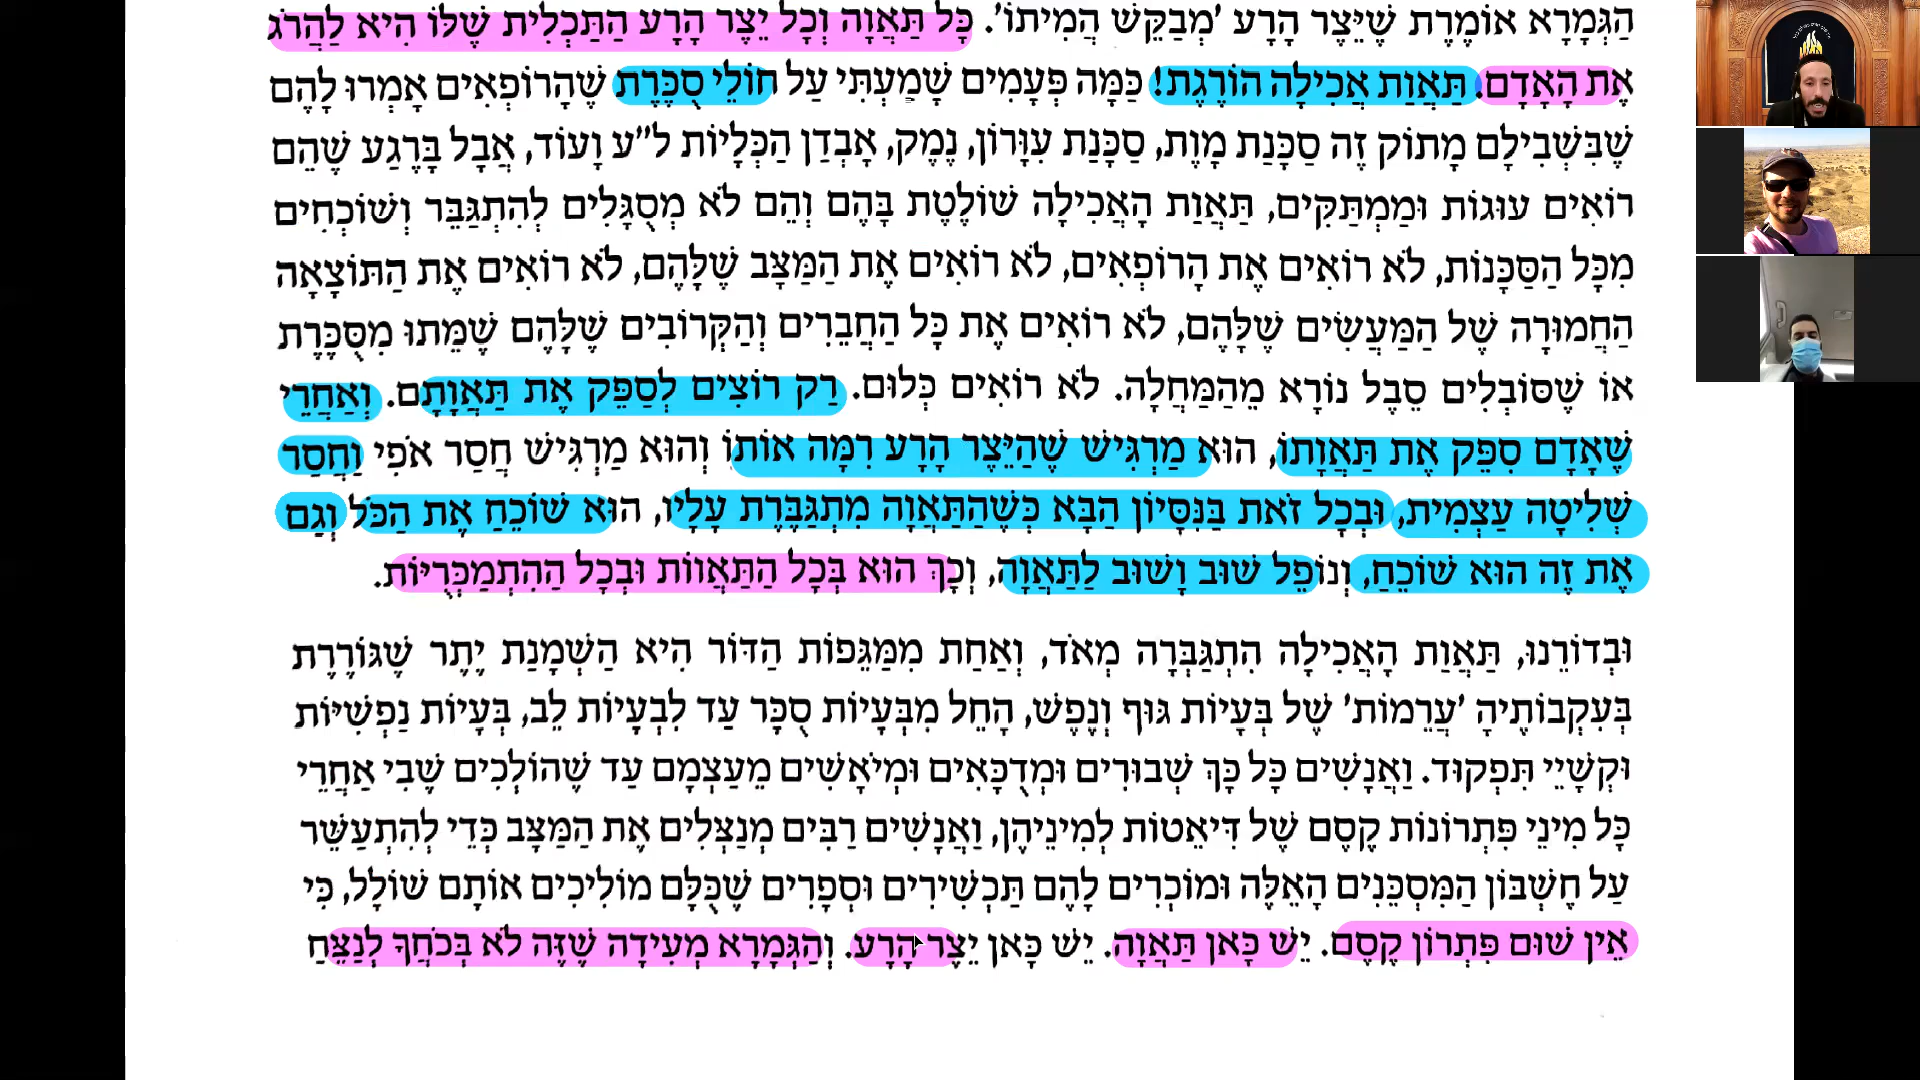 הַגְּמָרָא אוֹמֶרֶת שֶׁיֵּצֶר הָרָע 'מְבַקֵּשׁ הֲמִיתוֹ'. כָּל תַּאֲוָה וְכָל יֵצֶר הָרָע הַתַּכְלִית שֶׁלּוֹ הִיא לַהֲרֹג
אֶת הָאָדָם. תַּאֲוַת אֲכִילָה הוֹרֶגֶת! כַּמָּה פְּעָמִים שָׁמַעְתִּי עַל חוֹלֵי סֻכֶּרֶת שֶׁהָרוֹפְאִים אָמְרוּ לָהֶם
שֶׁבִּשְׁבִילָם מָתוֹק זֶה סַכָּנַת מָוֶת, סַכָּנַת עִוָּרוֹן, נֶמֶק, אָבְדַן הַכְּלָיוֹת ל"ע וָעוֹד, אֲבָל בָּרֶגַע שֶׁהֵם
רוֹאִים עוּגוֹת וּמַמְתַּקִּים, תַּאֲוַת הָאֲכִילָה שׁוֹלֶטֶת בָּהֶם וְהֵם לֹא מְסֻגָּלִים לְהִתְגַּבֵּר וְשׁוֹכְחִים
מִכָּל הַסַּכָּנוֹת, לֹא רוֹאִים אֶת הָרוֹפְאִים, לֹא רוֹאִים אֶת הַמַּצָּב שֶׁלָּהֶם, לֹא רוֹאִים אֶת הַתּוֹצָאָה
הַחֲמוּרָה שֶׁל הַמַּעֲשִׂים שֶׁלָּהֶם, לֹא רוֹאִים אֶת כָּל הַחֲבֵרִים וְהַקְּרוֹבִים שֶׁלָּהֶם שֶׁמֵּתוּ מִסֻּכֶּרֶת
אוֹ שֶׁסּוֹבְלִים סֵבֶל נוֹרָא מֵהַמַּחֲלָה. לֹא רוֹאִים כְּלוּם. רַק רוֹצִים לְסַפֵּק אֶת תַּאֲוָתָם. וְאַחֲרֵי
שֶׁאָדָם סִפֵּק אֶת תַּאֲוָתוֹ, הוּא מַרְגִּישׁ שֶׁהַיֵּצֶר הָרָע רִמָּה אוֹתוֹ וְהוּא מַרְגִּישׁ חֲסַר אֹפִי וַחֲסַר
שְׁלִיטָה עַצְמִית, וּבְכָל זֹאת בַּנִּסָּיוֹן הַבָּא כְּשֶׁהַתַּאֲוָה מִתְגַּבֶּרֶת עָלָיו, הוּא שׁוֹכֵחַ אֶת הַכֹּל וְגַם
אֶת זֶה הוּא שׁוֹכֵחַ, וְנוֹפֵל שׁוּב וָשׁוּב לַתַּאֲוָה, וְכָךְ הוּא בְּכָל הַתַּאֲווֹת וּבְכָל הַהִתְמַכְּרֻיּוֹת.
וּבְדוֹרֵנוּ, תַּאֲוַת הָאֲכִילָה הִתְגַּבְּרָה מְאֹד, וְאַחַת מִמַּגֵּפוֹת הַדּוֹר הִיא הַשְׁמָנַת יֶתֶר שֶׁגּוֹרֶרֶת
בְּעִקְבוֹתֶיהָ 'עֲרֵמוֹת' שֶׁל בְּעָיוֹת גּוּף וְנֶפֶשׁ, הָחֵל מִבְּעָיוֹת סֻכָּר עַד לִבְעָיוֹת לֵב, בְּעָיוֹת נַפְשִׁיּוֹת
וּקְשָׁיֵי תִּפְקוּד. וַאֲנָשִׁים כָּל כָּךְ שְׁבוּרִים וּמְדֻכָּאִים וּמְיֹאָשִׁים מֵעַצְמָם עַד שֶׁהוֹלְכִים שֶׁבִי אַחֲרֵי
כָּל מִינֵי פִּתְרוֹנוֹת קֶסֶם שֶׁל דִּיאֵטוֹת לְמִינֵיהֶן, וַאֲנָשִׁים רַבִּים מְנַצְּלִים אֶת הַמַּצָּב כְּדֵי לְהִתְעַשֵּׁר
עַל חֶשְׁבּוֹן הַמִּסְכֵּנִים הָאֵלֶּה וּמוֹכְרִים לָהֶם תַּכְשִׁירִים וּסְפָרִים שֶׁכֻּלָּם מוֹלִיכִים אוֹתָם שׁוֹלָל, כִּי
אֵין שׁוּם פִּתְרוֹן קֶסֶם. יֵשׁ כָּאן תַּאֲוָה. יֵשׁ כָּאן יֵצֶר הָרָע. וְהַגְּמָרָא מְעִידָה שֶׁזֶּה לֹא בְּכֹחֲךָ לְנַצֵּחַ